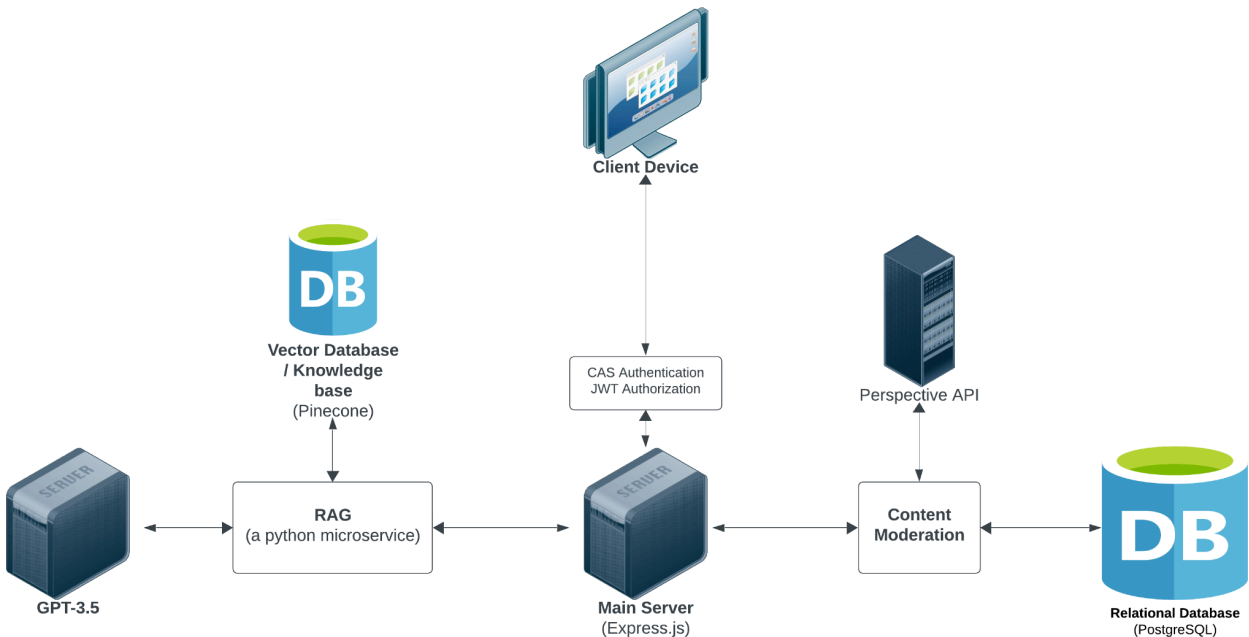 Client Device
DB
Vector Database
/ Knowledge
base
(Pinecone)
CAS Authentication
JWT Authorization
Perspective API
SERVER
GPT-3.5
RAG
(a python microservice)
SERVER
Main Server
(Express.js)
Content
Moderation
DB
Relational Database
(PostgreSQL)